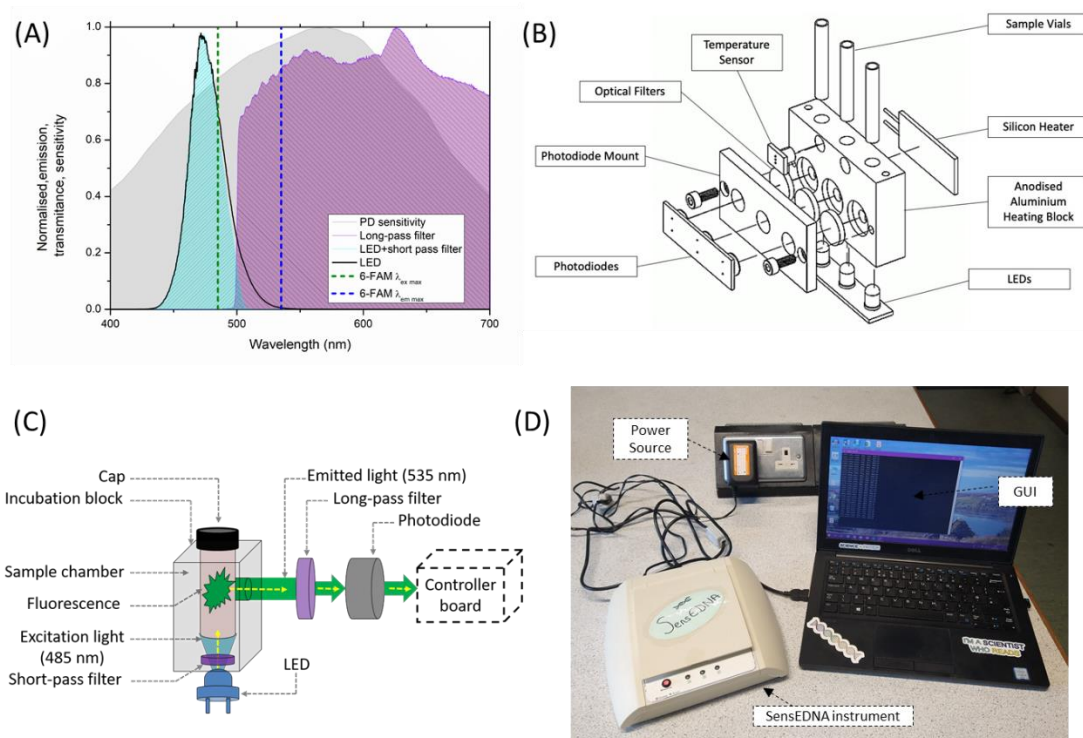 (A)
Normalised,emission,
transmitance, sensitivity
1.0
0.8
0.6
0.4
0.2
0.0
400
500
600
700
Wavelength (nm)
PD sensitivity
Long-pass filter
LED+short pass filter
LED
6-FAM λex max
6-FAM λem max
(B)
Sample Vials
Temperature
Sensor
Optical Filters
Silicon Heater
Photodiode Mount
Anodised
Aluminium
Heating Block
Photodiodes
LEDs
(C)
Cap
Incubation block
Sample chamber
Fluorescence
Excitation light
(485 nm)
Short-pass filter
Emitted light (535 nm)
Long-pass filter
Photodiode
Controller
board
LED
(D)
Power
Source
GUI
DELL
SensEDNA
I'M A SCIENTIST
WHO READS
SensEDNA instrument